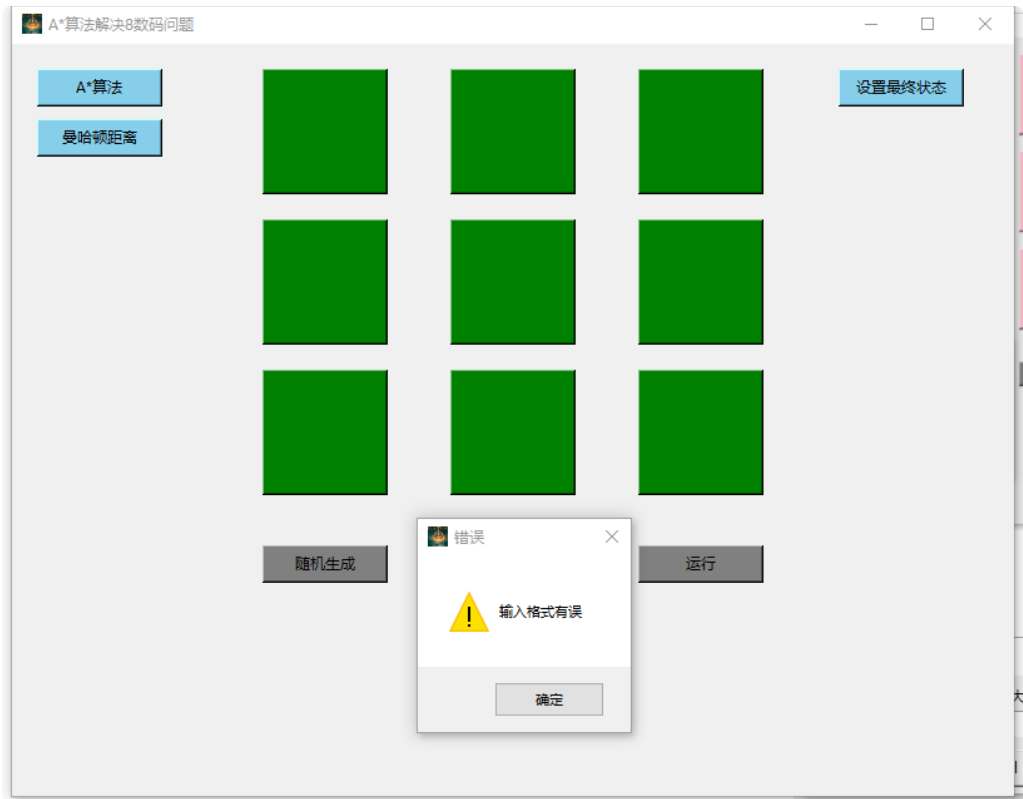 A*算法解决8数码问题
A*算法
设置最终状态
曼哈顿距离
随机生成
运行
错误
输入格式有误
确定
大